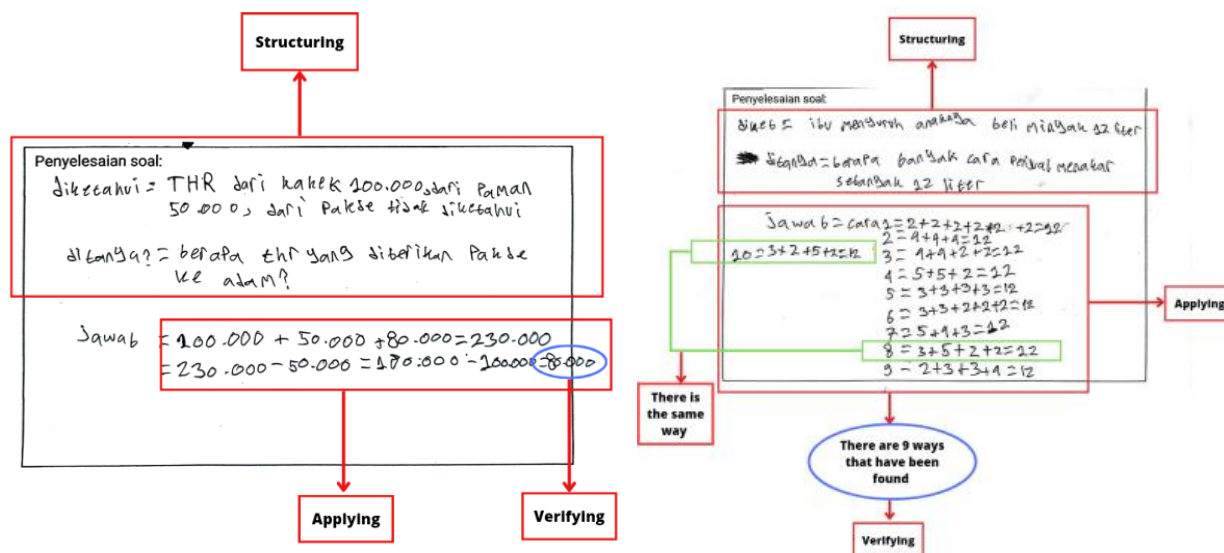 Structuring
Penyelesaian soal:
diketahui = THR dari kakek 100.000, dari Paman
50.000, dari Pakde tidak diketahui
ditanya? = berapa thr yang diberikan Pakde
ke adam?
Jawab = 100.000 + 50.000 + 80.000 = 230.000
= 230.000 - 50.000 = 180.000 - 100.000 = 80.000
Applying
Verifying
Structuring
Penyelesaian soal:
diket = ibu menyuruh anaknya beli minyak 12 liter
ditanya = berapa banyak cara penjual menakar
sebanyak 12 liter
Jawab = cara 1 = 2+2+2+2+2 +2=12
2 = 4+4+4=12
10 = 3+2+5+2=12
3 = 4+4+2+2=12
4 = 5+5+2=12
5 = 3+3+3+3=12
6 = 3+3+2+2+2=12
7 = 5+4+3=12
8 = 3+5+2+2=12
9 - 2+3+3+4=12
Applying
There is
the same
way
There are 9 ways
that have been
found
Verifying